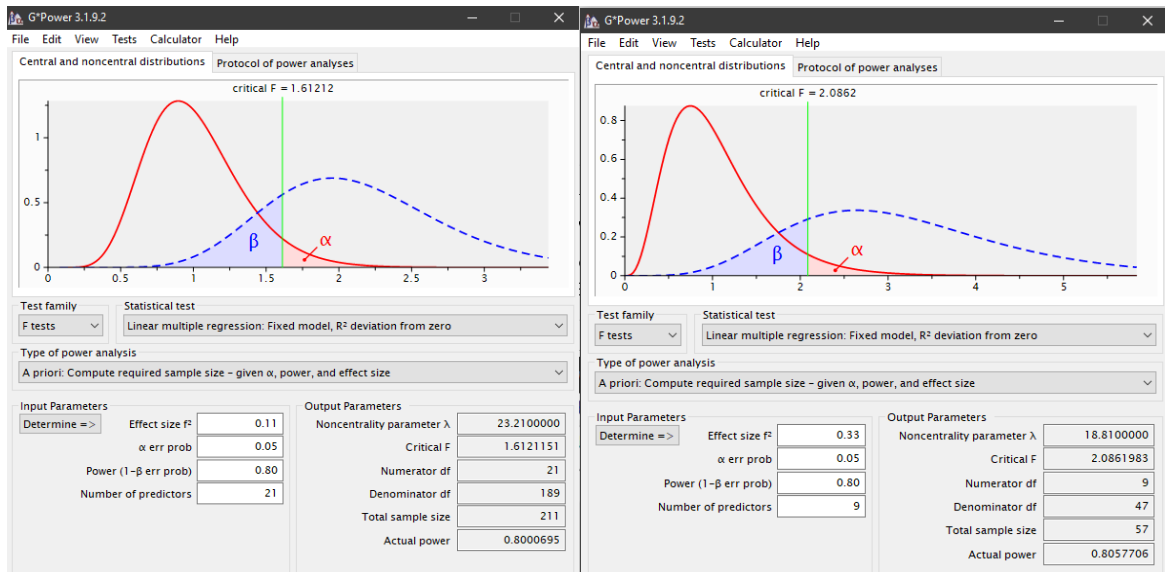 G*Power 3.1.9.2
File Edit View Tests Calculator Help
Central and noncentral distributions Protocol of power analyses
critical F = 1.61212
1
0.5
0
β
α
0 0.5 1 1.5 2 2.5 3
Test family Statistical test
F tests Linear multiple regression: Fixed model, R² deviation from zero
Type of power analysis
A priori: Compute required sample size – given α, power, and effect size
Input Parameters Output Parameters
Determine => Effect size f² 0.11 Noncentrality parameter λ 23.2100000
α err prob 0.05 Critical F 1.6121151
Power (1-β err prob) 0.80 Numerator df 21
Number of predictors 21 Denominator df 189
Total sample size 211
Actual power 0.8000695
G*Power 3.1.9.2
File Edit View Tests Calculator Help
Central and noncentral distributions Protocol of power analyses
critical F = 2.0862
0.8
0.6
0.4
0.2
0
β
α
0 1 2 3 4 5
Test family Statistical test
F tests Linear multiple regression: Fixed model, R² deviation from zero
Type of power analysis
A priori: Compute required sample size – given α, power, and effect size
Input Parameters Output Parameters
Determine => Effect size f² 0.33 Noncentrality parameter λ 18.8100000
α err prob 0.05 Critical F 2.0861983
Power (1-β err prob) 0.80 Numerator df 9
Number of predictors 9 Denominator df 47
Total sample size 57
Actual power 0.8057706